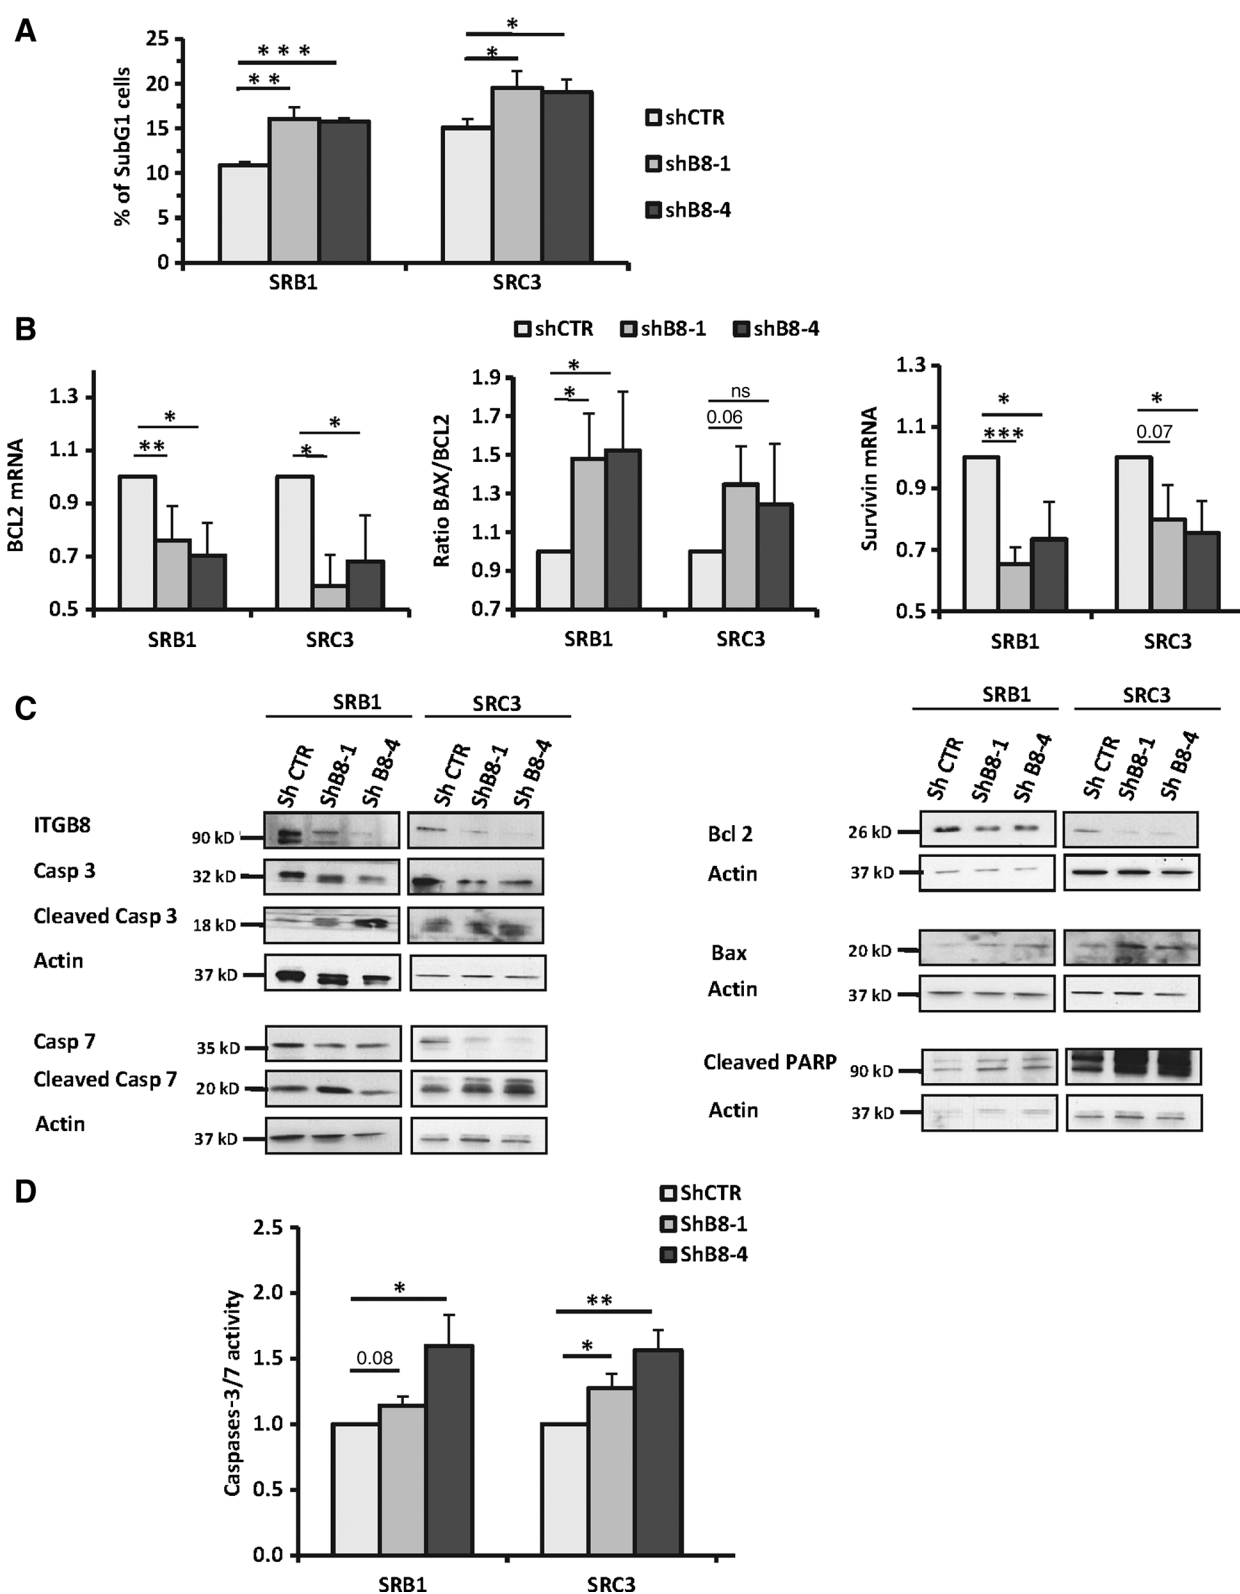 A
% of SubG1 cells
25
20
15
10
5
0
* * *
* *
*
*
SRB1
SRC3
shCTR
shB8-1
shB8-4
B
shCTR
shB8-1
shB8-4
BCL2 mRNA
1.3
1.1
0.9
0.7
0.5
*
**
*
*
SRB1
SRC3
Ratio BAX/BCL2
1.9
1.7
1.5
1.3
1.1
0.9
0.7
*
*
ns
0.06
SRB1
SRC3
Survivin mRNA
1.3
1.1
0.9
0.7
0.5
*
***
*
0.07
SRB1
SRC3
C
SRB1
SRC3
Sh CTR
ShB8-1
Sh B8-4
Sh CTR
ShB8-1
Sh B8-4
ITGB8
90 kD
Casp 3
32 kD
Cleaved Casp 3
18 kD
Actin
37 kD
Casp 7
35 kD
Cleaved Casp 7
20 kD
Actin
37 kD
SRB1
SRC3
Sh CTR
ShB8-1
Sh B8-4
Sh CTR
ShB8-1
Sh B8-4
Bcl 2
26 kD
Actin
37 kD
Bax
20 kD
Actin
37 kD
Cleaved PARP
90 kD
Actin
37 kD
D
ShCTR
ShB8-1
ShB8-4
Caspases-3/7 activity
2.5
2.0
1.5
1.0
0.5
0.0
*
0.08
**
*
SRB1
SRC3